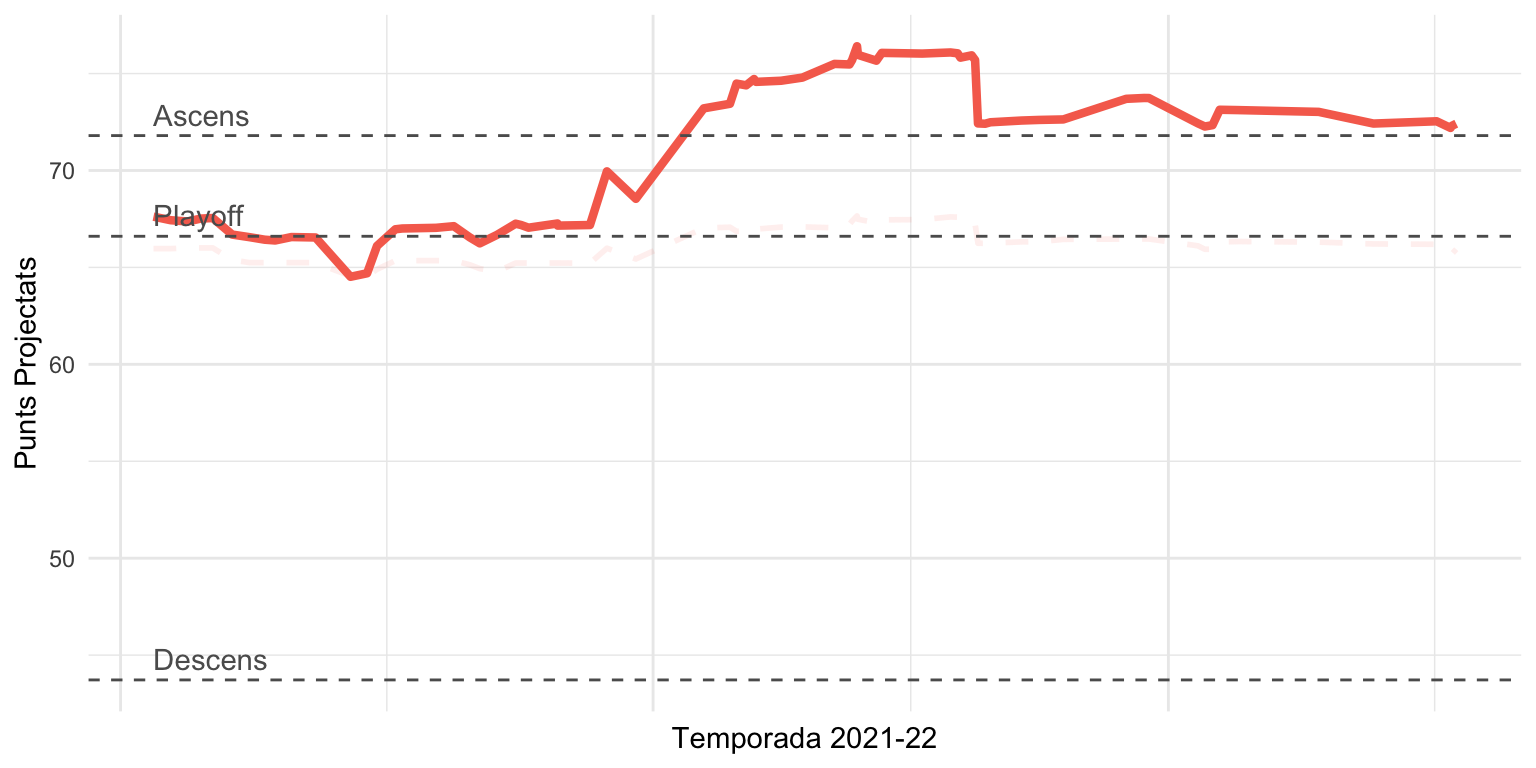 Ascens
70
Playoff
60
Punts Projectats
50
Descens
Temporada 2021-22